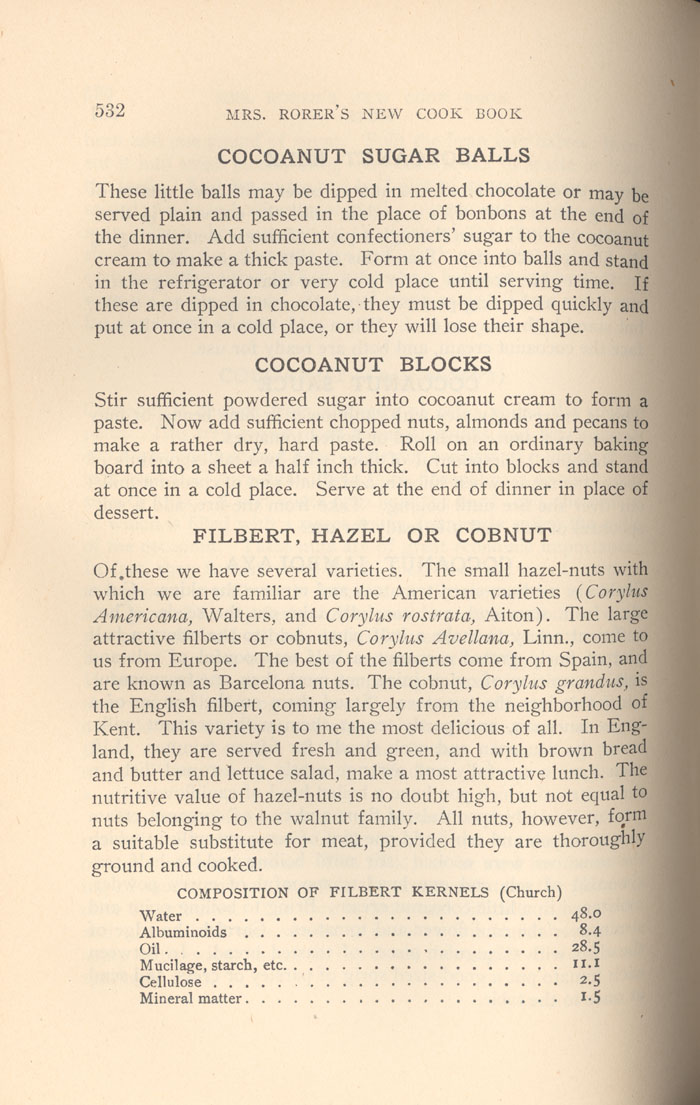 532
MRS. RORER'S NEW COOK BOOK
COCOANUT SUGAR BALLS
These little balls may be dipped in melted chocolate or may be
served plain and passed in the place of bonbons at the end of
the dinner. Add sufficient confectioners' sugar to the cocoanut
cream to make a thick paste. Form at once into balls and stand
in the refrigerator or very cold place until serving time. If
these are dipped in chocolate, they must be dipped quickly and
put at once in a cold place, or they will lose their shape.
COCOANUT BLOCKS
Stir sufficient powdered sugar into cocoanut cream to form a
paste. Now add sufficient chopped nuts, almonds and pecans to
make a rather dry, hard paste. Roll on an ordinary baking
board into a sheet a half inch thick. Cut into blocks and stand
at once in a cold place. Serve at the end of dinner in place of
dessert.
FILBERT, HAZEL OR COBNUT
Of these we have several varieties. The small hazel-nuts with
which we are familiar are the American varieties (Corylus
Americana, Walters, and Corylus rostrata, Aiton). The large
attractive filberts or cobnuts, Corylus Avellana, Linn., come to
us from Europe. The best of the filberts come from Spain, and
are known as Barcelona nuts. The cobnut, Corylus grandus, is
the English filbert, coming largely from the neighborhood of
Kent. This variety is to me the most delicious of all. In Eng-
land, they are served fresh and green, and with brown bread
and butter and lettuce salad, make a most attractive lunch. The
nutritive value of hazel-nuts is no doubt high, but not equal to
nuts belonging to the walnut family. All nuts, however, form
a suitable substitute for meat, provided they are thoroughly
ground and cooked.
COMPOSITION OF FILBERT KERNELS (Church)
Water . . . . . . . . . . . . . . . . . . . . . . . 48.0
Albuminoids . . . . . . . . . . . . . . . . . . . . 8.4
Oil . . . . . . . . . . . . . . . . . . . . . . . . 28.5
Mucilage, starch, etc. . . . . . . . . . . . . . . . 11.1
Cellulose . . . . . . . . . . . . . . . . . . . . . 2.5
Mineral matter . . . . . . . . . . . . . . . . . . . 1.5